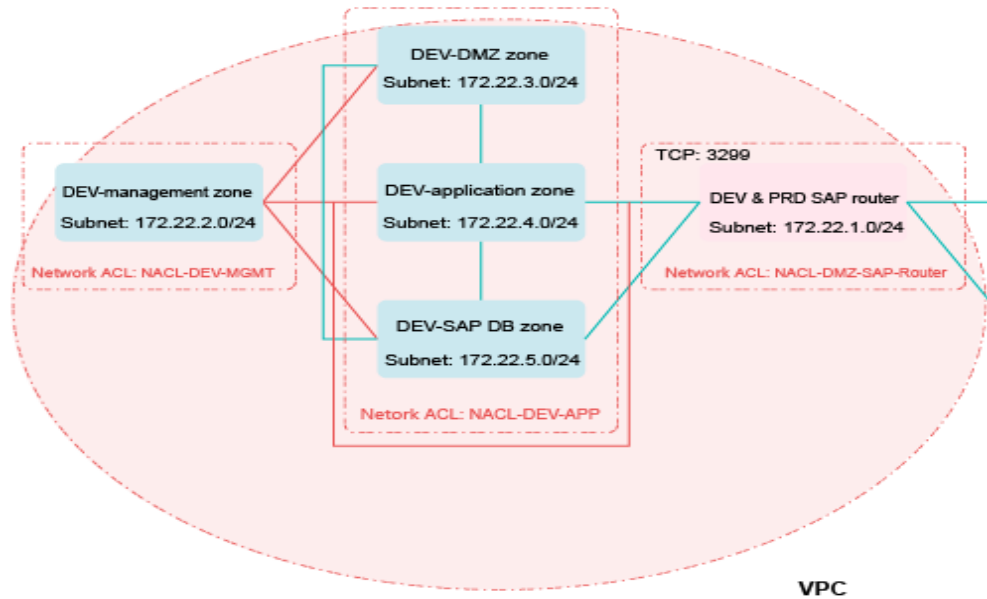 DEV-DMZ zone
Subnet: 172.22.3.0/24
TCP: 3299
DEV-management zone
Subnet: 172.22.2.0/24
DEV-application zone
Subnet: 172.22.4.0/24
DEV & PRD SAP router
Subnet: 172.22.1.0/24
Network ACL: NACL-DEV-MGMT
Network ACL: NACL-DMZ-SAP-Router
DEV-SAP DB zone
Subnet: 172.22.5.0/24
Netork ACL: NACL-DEV-APP
VPC